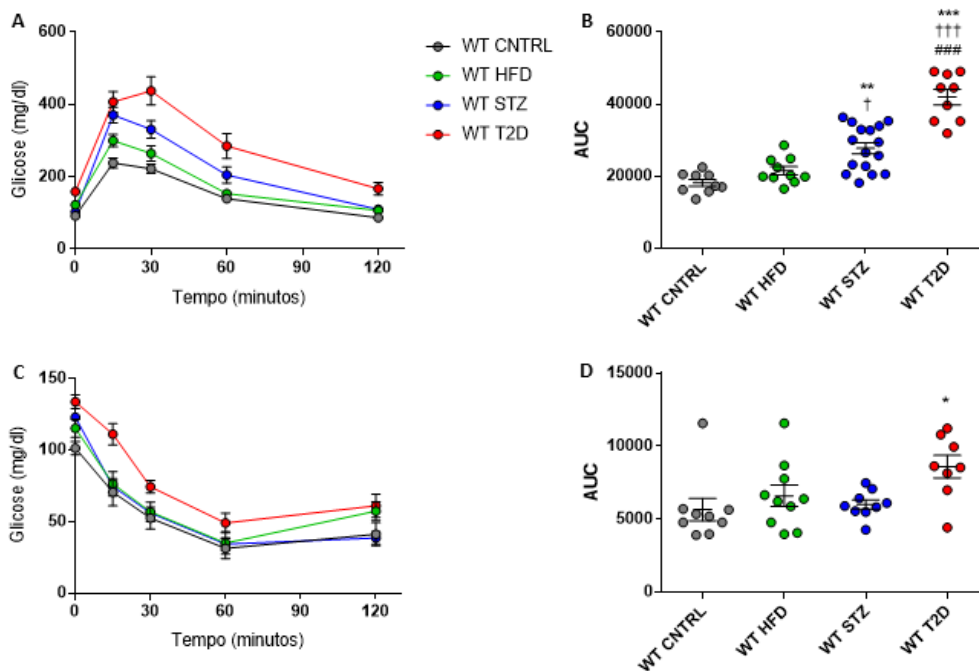 A
Glicose (mg/dl)
600
400
200
0
0 30 60 90 120
Tempo (minutos)
WT CNTRL
WT HFD
WT STZ
WT T2D
B
AUC
60000
40000
20000
0
**
†
***
†††
###
WT CNTRL
WT HFD
WT STZ
WT T2D
C
Glicose (mg/dl)
150
100
50
0
0 30 60 90 120
Tempo (minutos)
D
AUC
15000
10000
5000
0
*
WT CNTRL
WT HFD
WT STZ
WT T2D